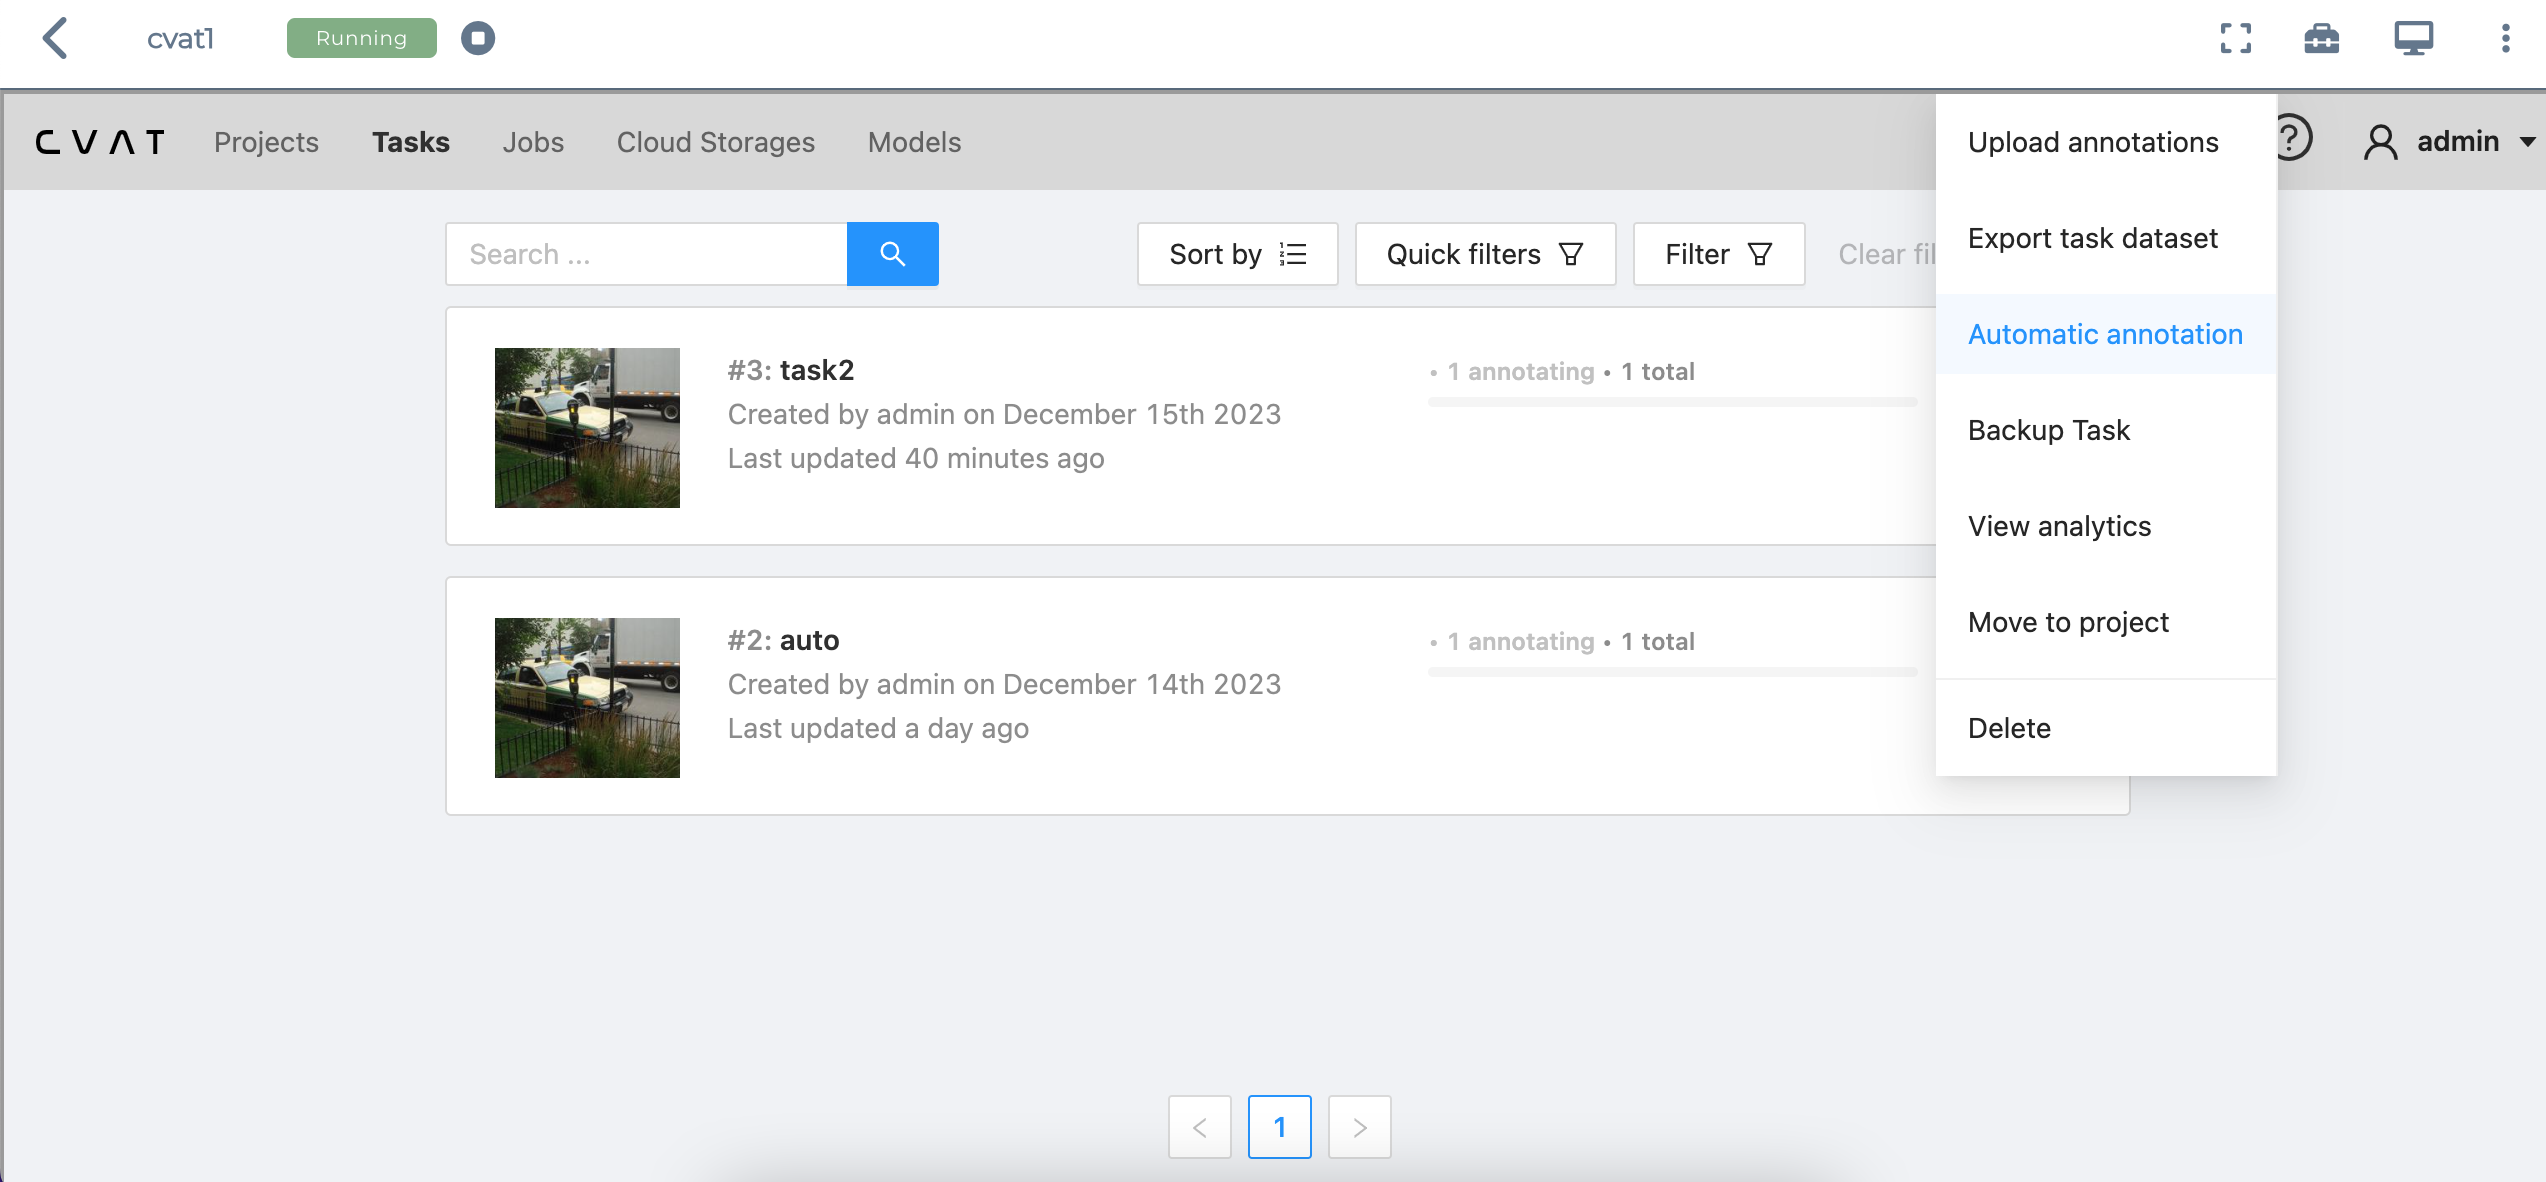 cvat1 Running
CVAT Projects Tasks Jobs Cloud Storages Models ? admin
Search ... Sort by Quick filters Filter Clear fil
#3: task2
Created by admin on December 15th 2023
Last updated 40 minutes ago
• 1 annotating • 1 total
#2: auto
Created by admin on December 14th 2023
Last updated a day ago
• 1 annotating • 1 total
Upload annotations
Export task dataset
Automatic annotation
Backup Task
View analytics
Move to project
Delete
< 1 >